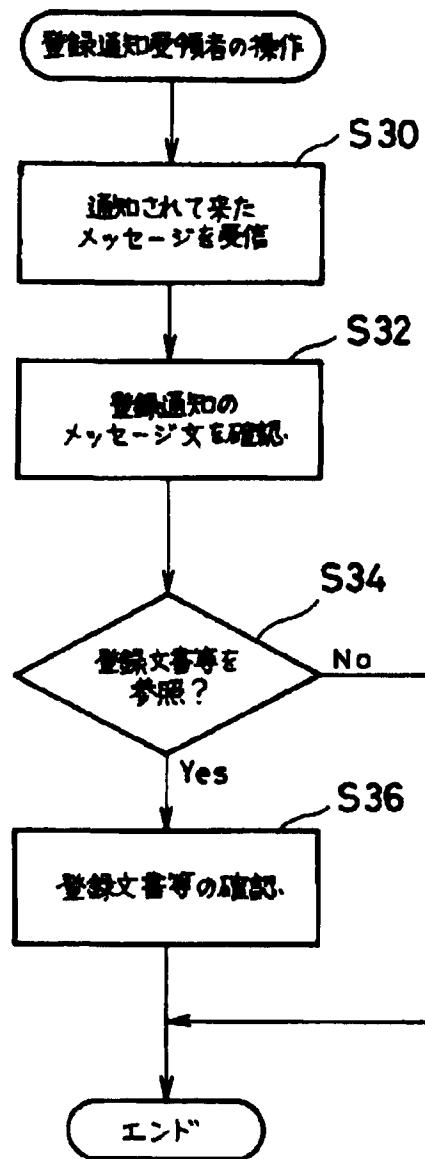 登録通知受領者の操作
S30
通知されて来た
メッセージを受信
S32
登録通知の
メッセージ文を確認
S34
登録文書等を
参照?
No
Yes
S36
登録文書等の確認
エンド